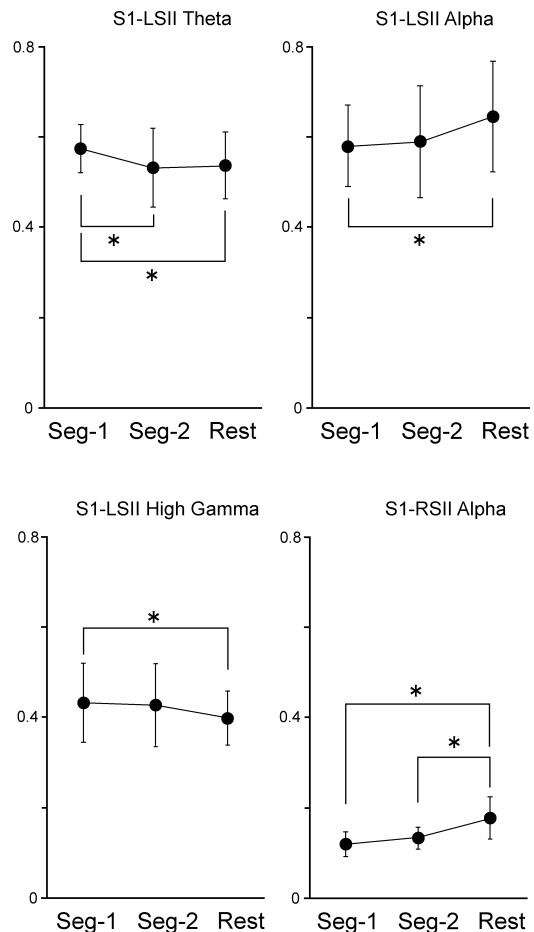 S1-LSII Theta
0.8
0.4
0
*
*
Seg-1 Seg-2 Rest
S1-LSII Alpha
0.8
0.4
0
*
Seg-1 Seg-2 Rest
S1-LSII High Gamma
0.8
0.4
0
*
Seg-1 Seg-2 Rest
S1-RSII Alpha
0.8
0.4
0
*
*
Seg-1 Seg-2 Rest